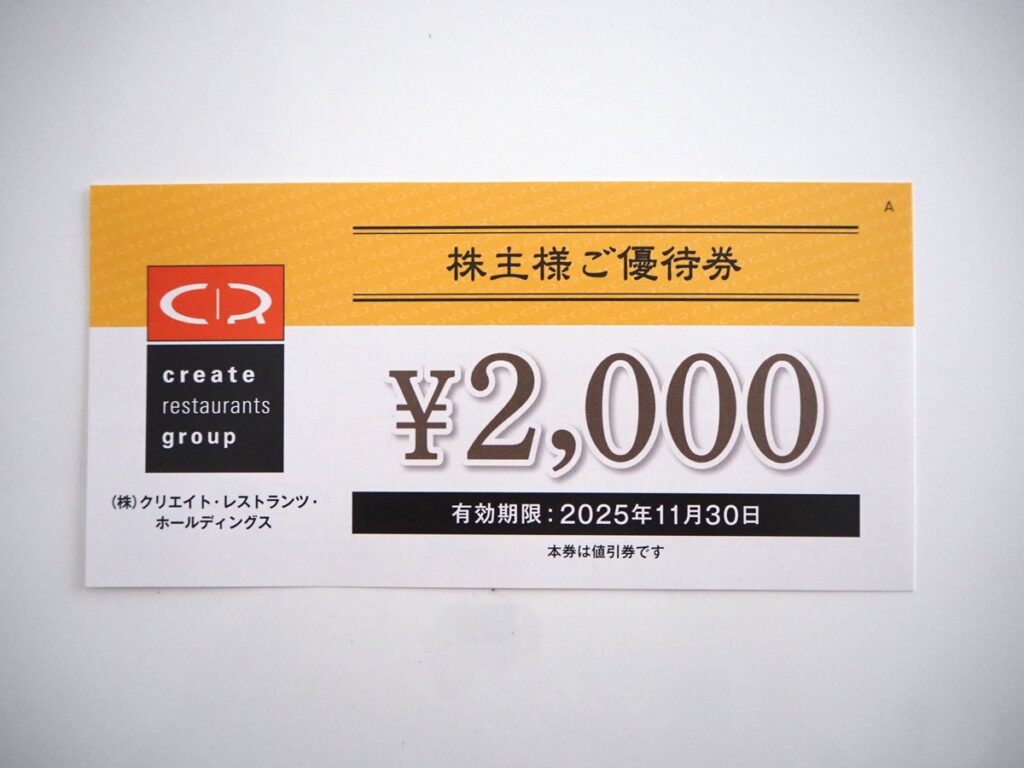 A
株主様ご優待券
CR
create
restaurants
group
¥2,000
(株)クリエイト・レストランツ・
ホールディングス
有効期限:2025年11月30日
本券は値引券です